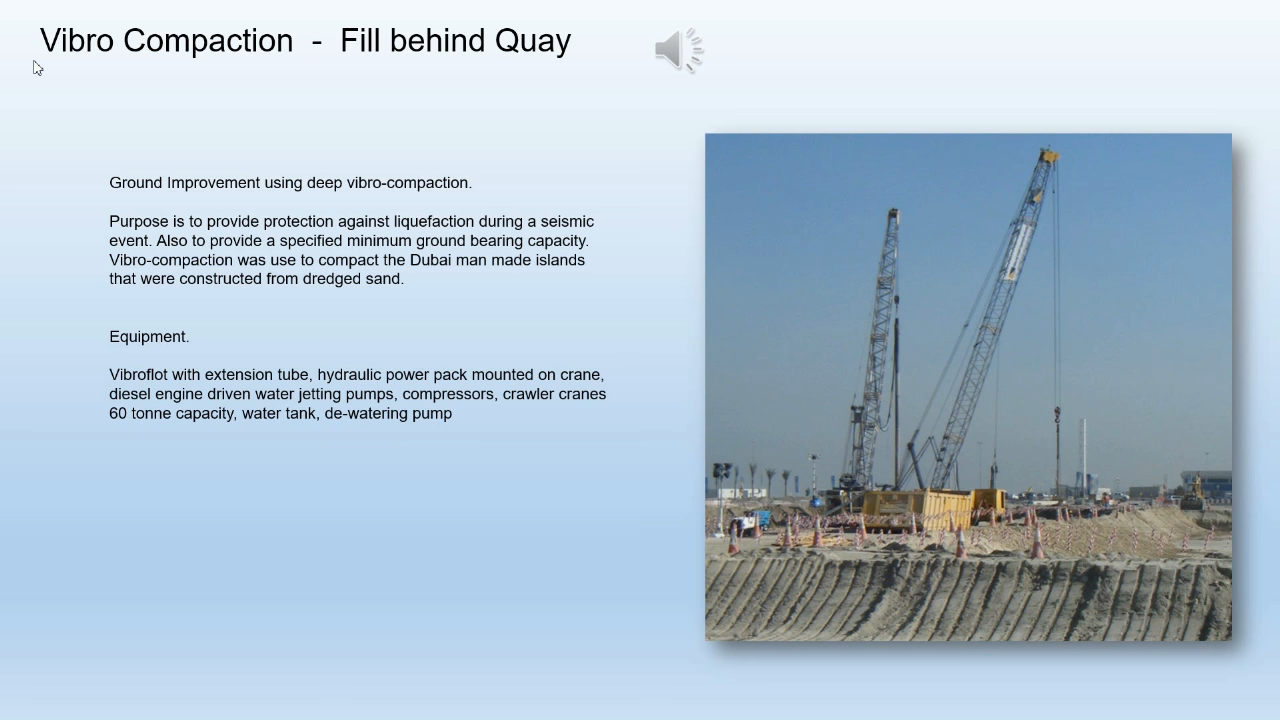 Vibro Compaction - Fill behind Quay
Ground Improvement using deep vibro-compaction.
Purpose is to provide protection against liquefaction during a seismic
event. Also to provide a specified minimum ground bearing capacity.
Vibro-compaction was use to compact the Dubai man made islands
that were constructed from dredged sand.
Equipment.
Vibroflot with extension tube, hydraulic power pack mounted on crane,
diesel engine driven water jetting pumps, compressors, crawler cranes
60 tonne capacity, water tank, de-watering pump